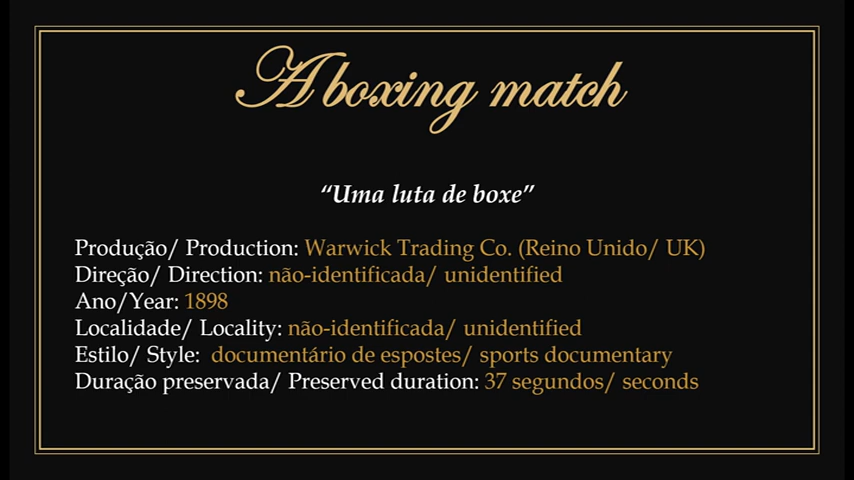 A boxing match
“Uma luta de boxe”
Produção/ Production: Warwick Trading Co. (Reino Unido/ UK)
Direção/ Direction: não-identificada/ unidentified
Ano/Year: 1898
Localidade/ Locality: não-identificada/ unidentified
Estilo/ Style: documentário de espostes/ sports documentary
Duração preservada/ Preserved duration: 37 segundos/ seconds